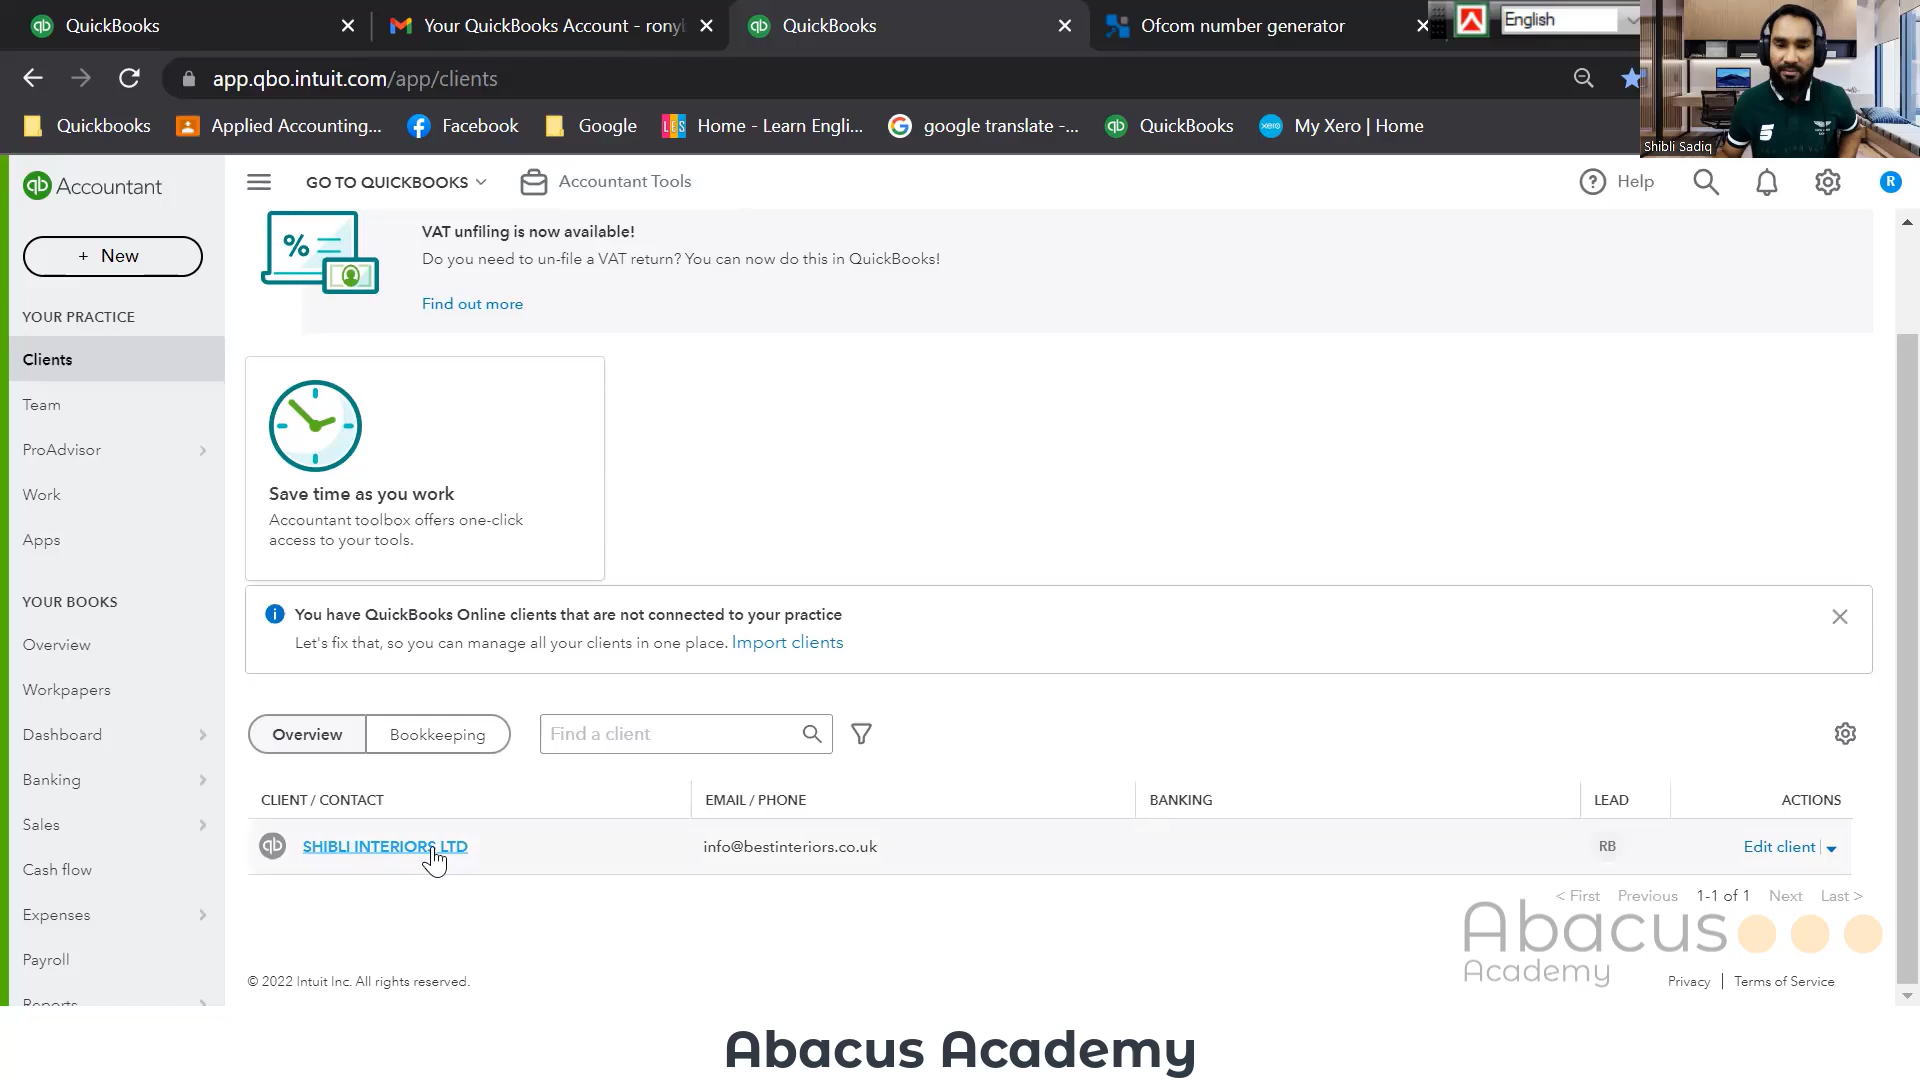 QuickBooks
Your QuickBooks Account - rony
QuickBooks
Ofcom number generator
English
app.qbo.intuit.com/app/clients
Quickbooks
Applied Accounting...
Facebook
Google
LES
Home - Learn Engli...
google translate -...
QuickBooks
xero
My Xero | Home
Shibli Sadiq
qb Accountant
GO TO QUICKBOOKS
Accountant Tools
Help
R
+ New
YOUR PRACTICE
Clients
Team
ProAdvisor
Work
Apps
YOUR BOOKS
Overview
Workpapers
Dashboard
Banking
Sales
Cash flow
Expenses
Payroll
Reports
VAT unfiling is now available!
Do you need to un-file a VAT return? You can now do this in QuickBooks!
Find out more
Save time as you work
Accountant toolbox offers one-click
access to your tools.
You have QuickBooks Online clients that are not connected to your practice
Let's fix that, so you can manage all your clients in one place. Import clients
Overview
Bookkeeping
Find a client
CLIENT / CONTACT
EMAIL / PHONE
BANKING
LEAD
ACTIONS
qb
SHIBLI INTERIORS LTD
info@bestinteriors.co.uk
RB
Edit client
< First Previous 1-1 of 1 Next Last >
Abacus
Academy
© 2022 Intuit Inc. All rights reserved.
Privacy | Terms of Service
Abacus Academy